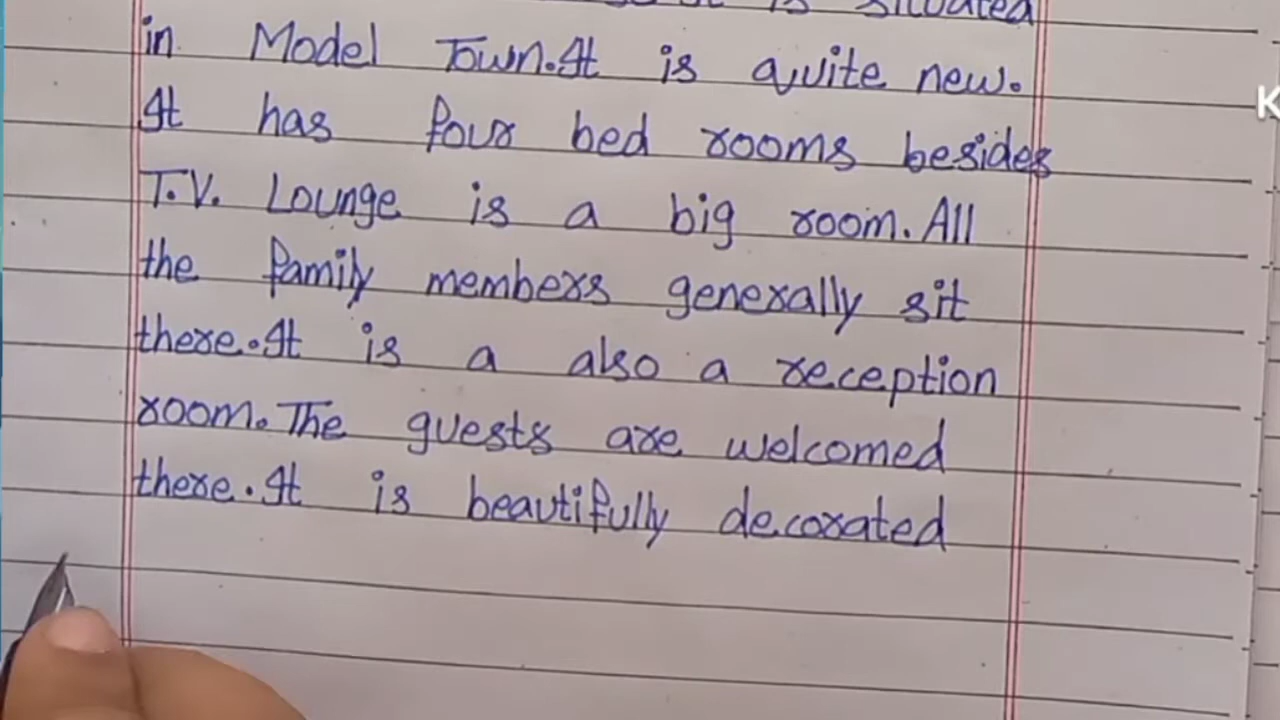 is situated
in Model Town. It is quite new.
It has four bed rooms besides
T.V. Lounge is a big room. All
the family members generally sit
there. It is a also a reception
room. The guests are welcomed
there. It is beautifully decorated